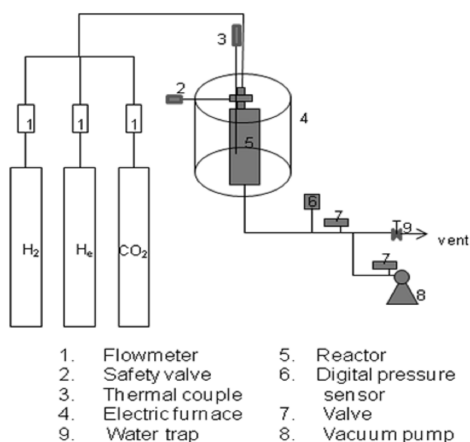 3
2
4
1 1 1
5
H2 He CO2
6 7 9
vent
7
8
1. Flowmeter
2. Safety valve
3. Thermal couple
4. Electric furnace
9. Water trap
5. Reactor
6. Digital pressure
sensor
7. Valve
8. Vacuum pump